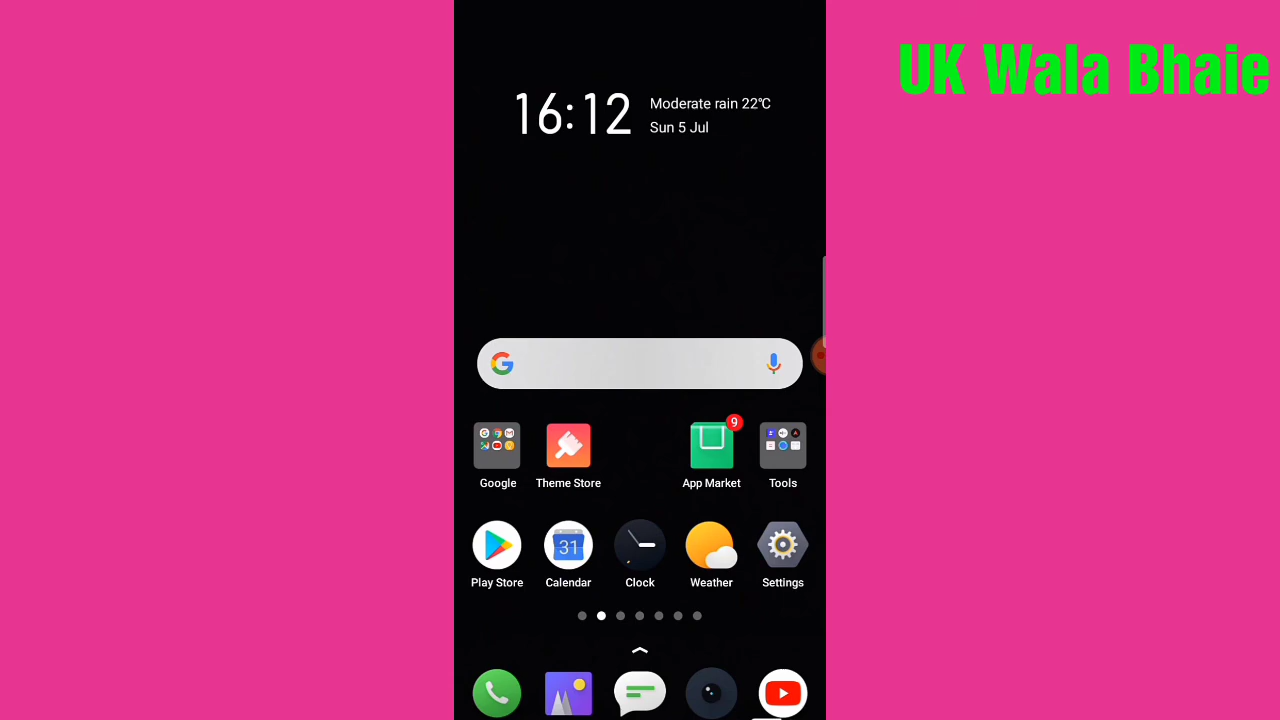 UK Wala Bhaie
16:12
Moderate rain 22℃
Sun 5 Jul
9
Google
Theme Store
App Market
Tools
31
Play Store
Calendar
Clock
Weather
Settings